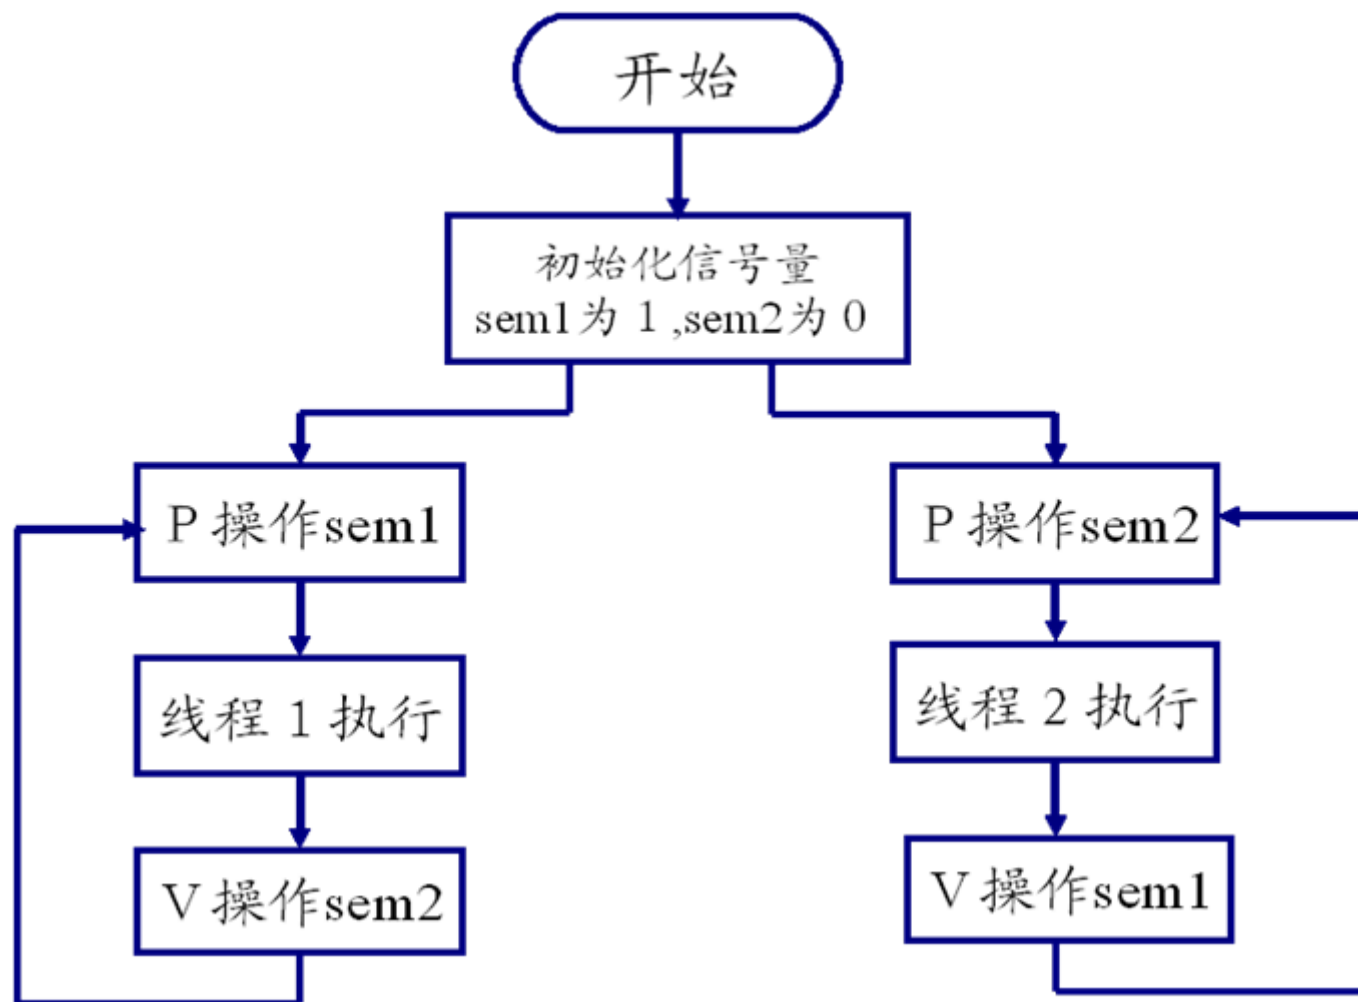 开始
初始化信号量
sem1为 1 ,sem2为 0
P 操作sem1
线程 1 执行
V 操作sem2
P 操作sem2
线程 2 执行
V 操作sem1